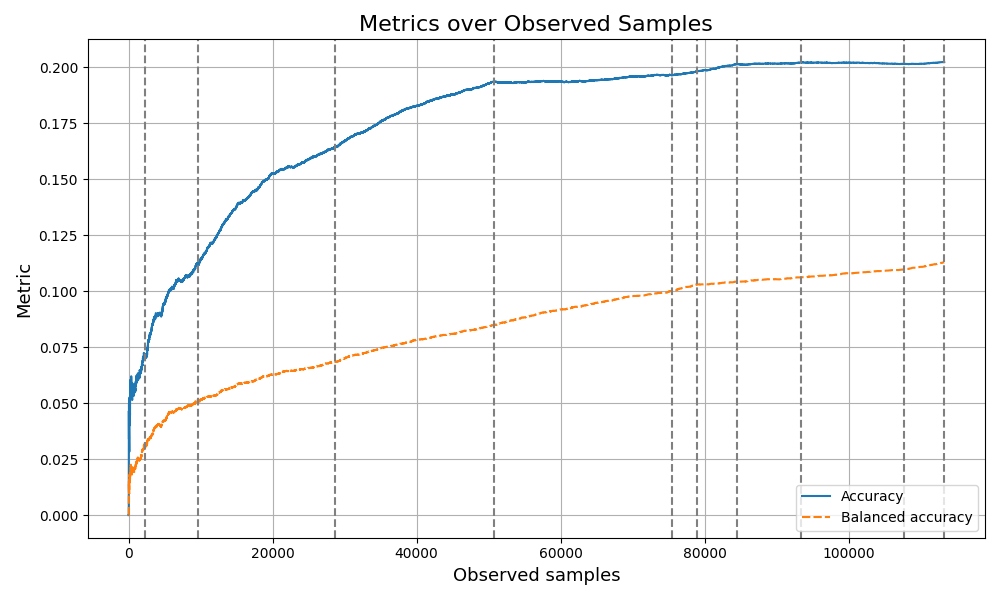 Metrics over Observed Samples
Metric
0.200
0.175
0.150
0.125
0.100
0.075
0.050
0.025
0.000
0 20000 40000 60000 80000 100000
Observed samples
Accuracy
Balanced accuracy